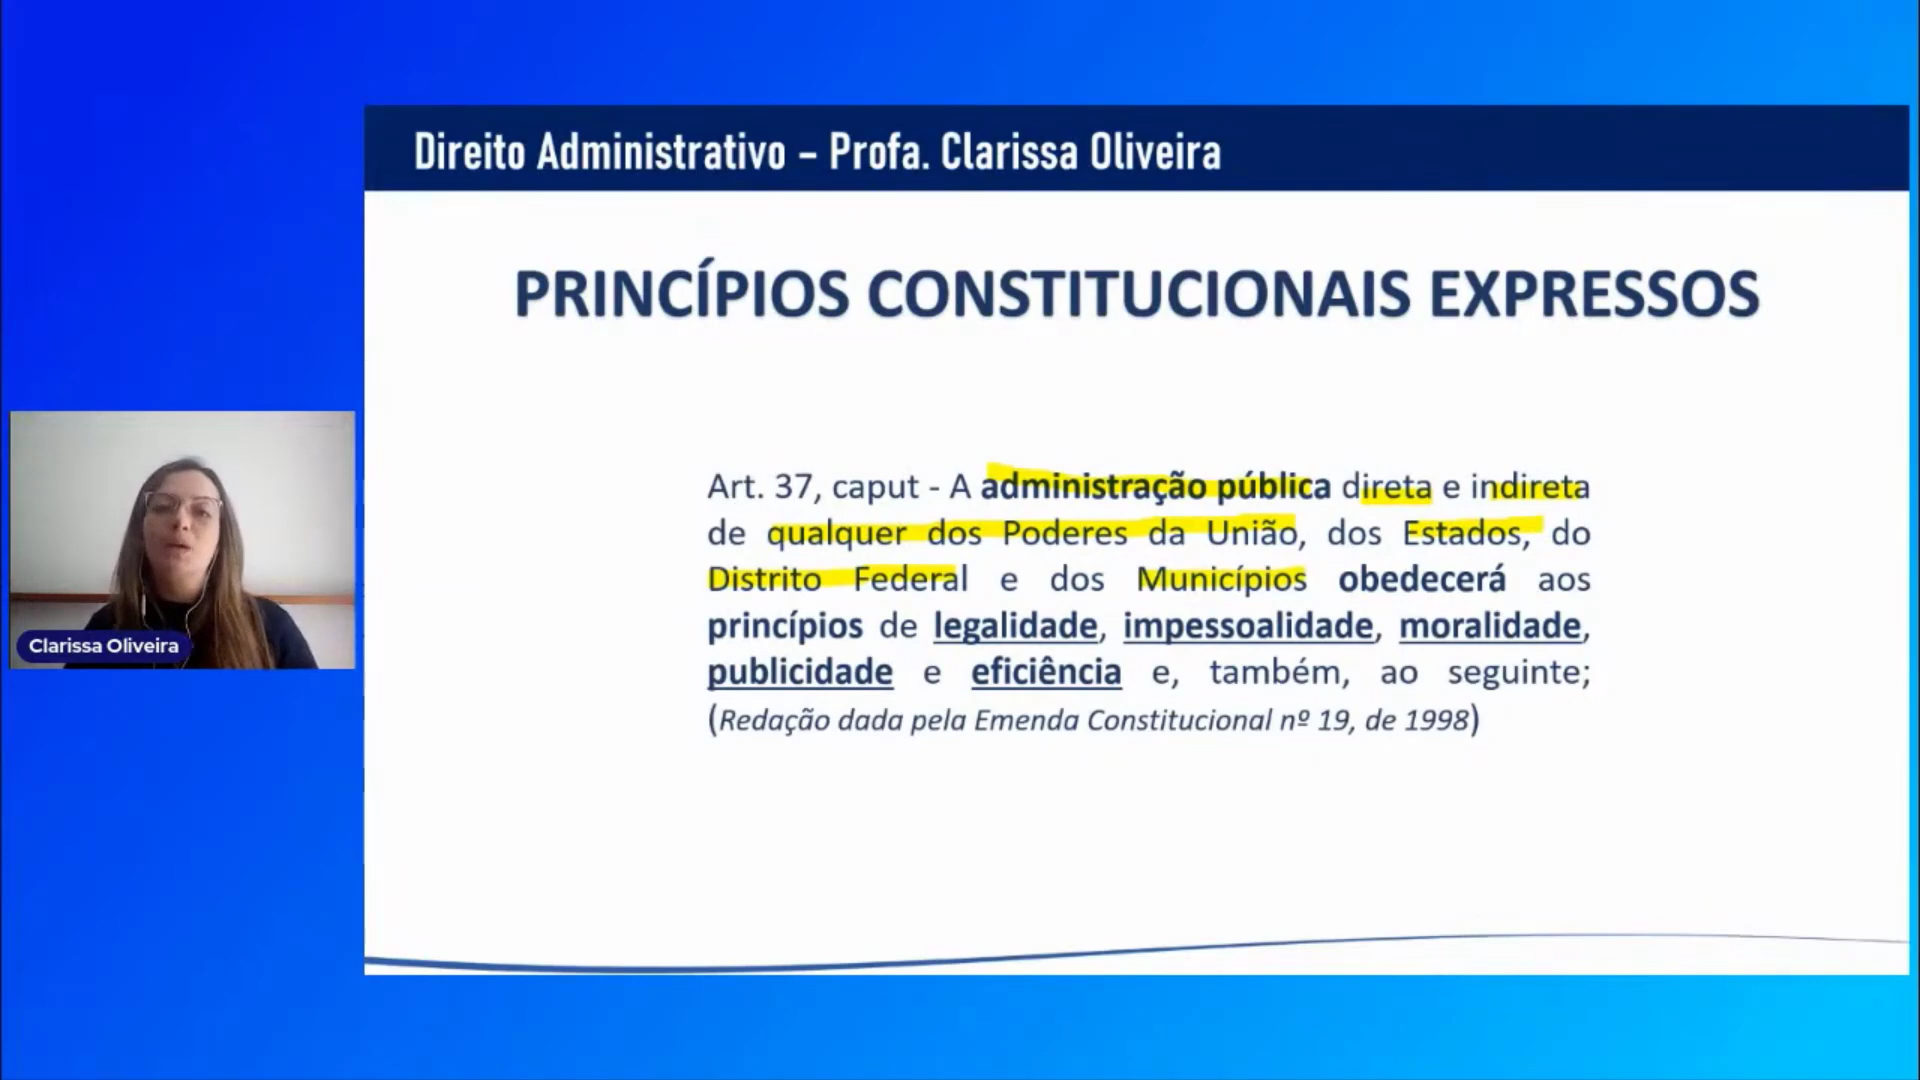 Direito Administrativo – Profa. Clarissa Oliveira
PRINCÍPIOS CONSTITUCIONAIS EXPRESSOS
Art. 37, caput - A administração pública direta e indireta
de qualquer dos Poderes da União, dos Estados, do
Distrito Federal e dos Municípios obedecerá aos
princípios de legalidade, impessoalidade, moralidade,
publicidade e eficiência e, também, ao seguinte;
(Redação dada pela Emenda Constitucional nº 19, de 1998)
Clarissa Oliveira